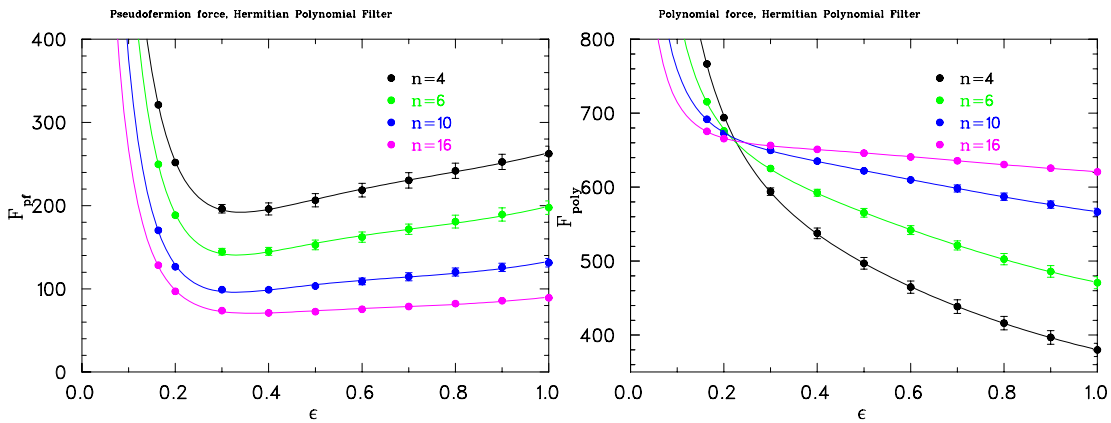 Pseudofermion force, Hermitian Polynomial Filter
400
300
200
100
0
F_pf
n=4
n=6
n=10
n=16
0.0 0.2 0.4 0.6 0.8 1.0
ϵ
Polynomial force, Hermitian Polynomial Filter
800
700
600
500
400
F_poly
n=4
n=6
n=10
n=16
0.0 0.2 0.4 0.6 0.8 1.0
ϵ